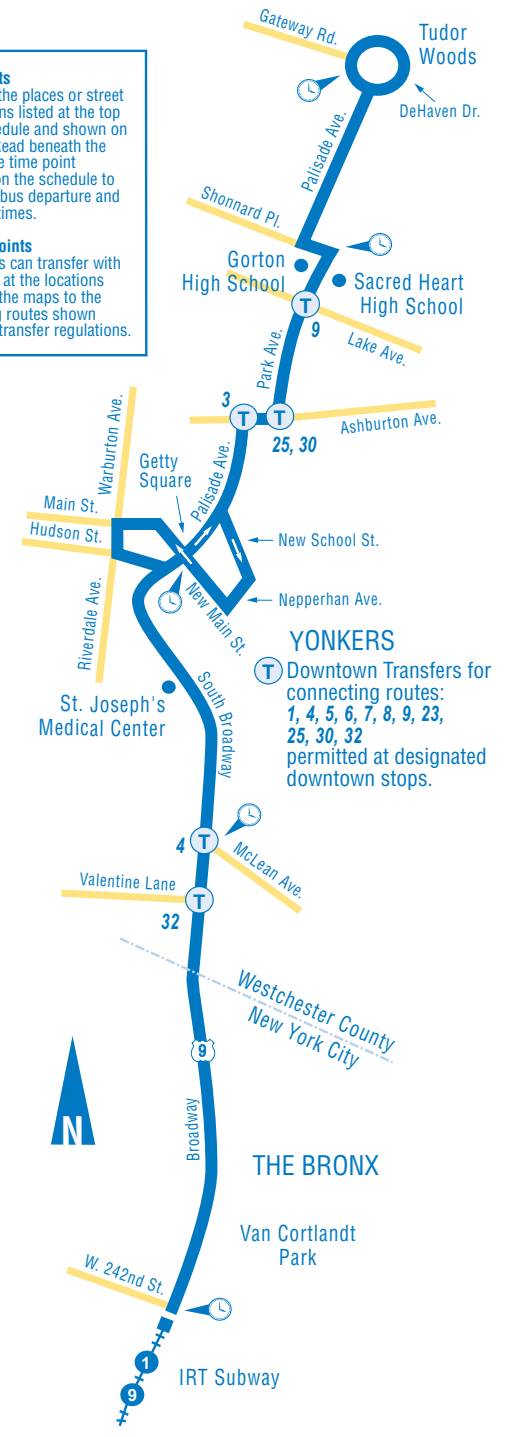 Gateway Rd.
Tudor
Woods
DeHaven Dr.
Palisade Ave.
ts
the places or street
ns listed at the top
edule and shown on
ead beneath the
e time point
on the schedule to
bus departure and
times.
oints
s can transfer with
at the locations
the maps to the
g routes shown
transfer regulations.
Shonnard Pl.
Gorton
High School
Sacred Heart
High School
T
9
Lake Ave.
Park Ave.
3
T
T
25, 30
Ashburton Ave.
Warburton Ave.
Getty
Square
Palisade Ave.
Main St.
Hudson St.
New School St.
Nepperhan Ave.
New Main St.
Riverdale Ave.
YONKERS
T
Downtown Transfers for
connecting routes:
1, 4, 5, 6, 7, 8, 9, 23,
25, 30, 32
permitted at designated
downtown stops.
St. Joseph's
Medical Center
South Broadway
4
T
McLean Ave.
Valentine Lane
T
32
Westchester County
New York City
9
N
Broadway
THE BRONX
Van Cortlandt
Park
W. 242nd St.
1
9
IRT Subway